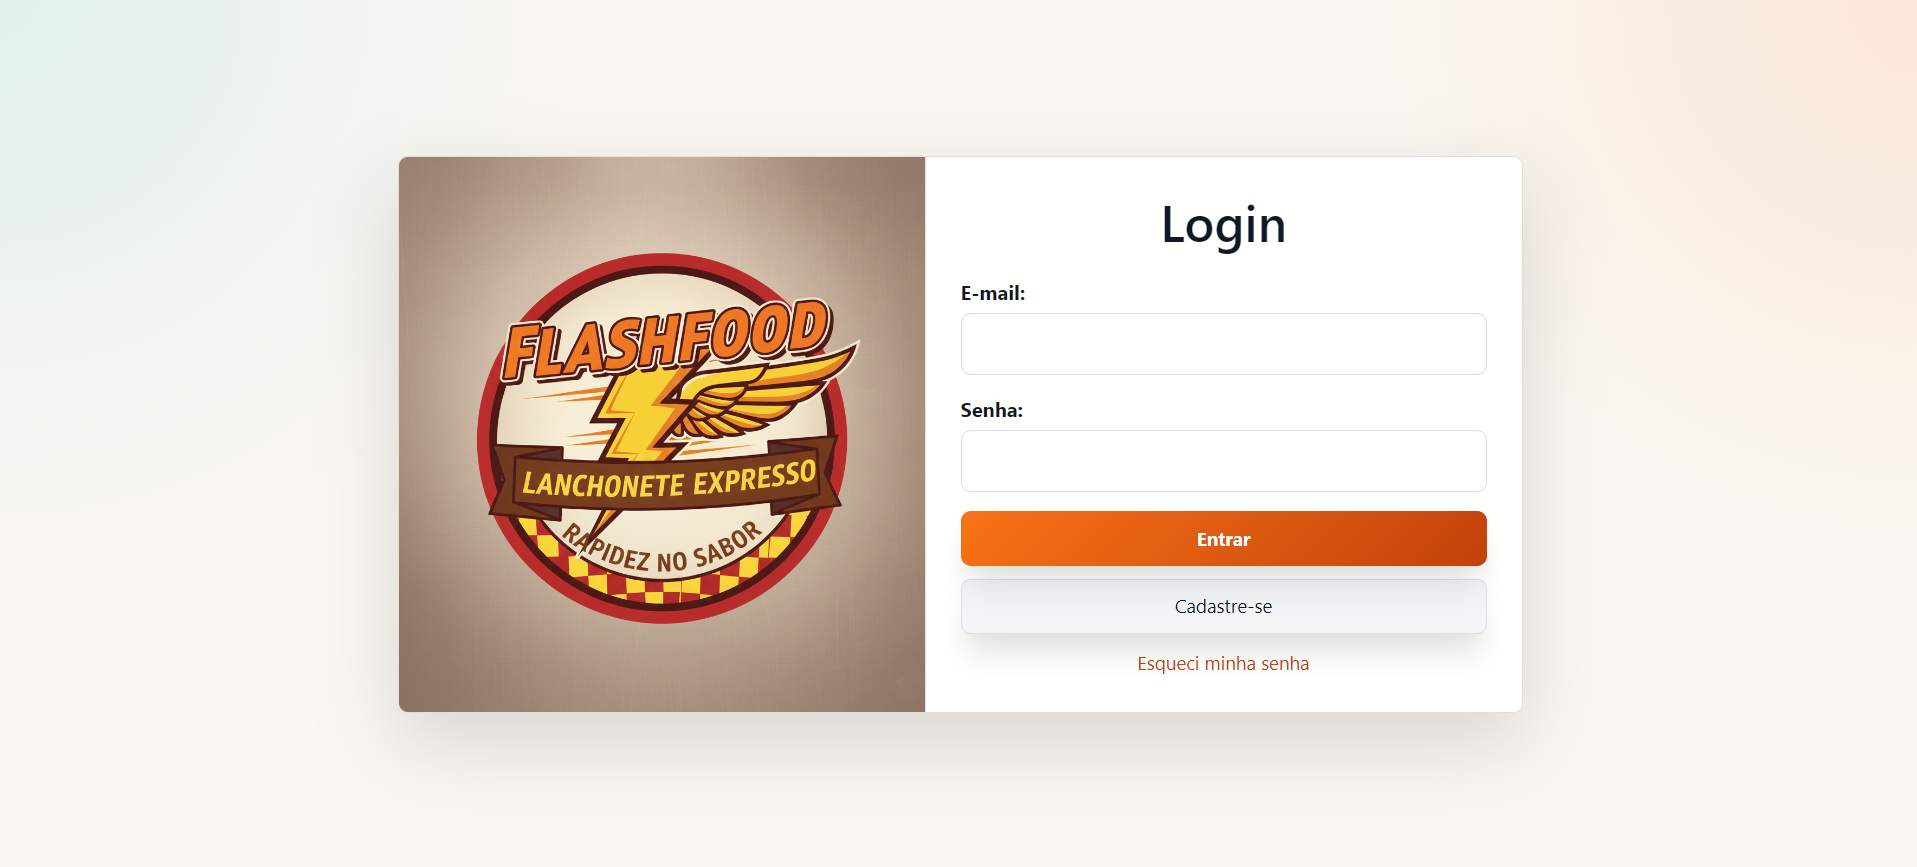 FLASHFOOD
LANCHONETE EXPRESSO
RAPIDEZ NO SABOR
Login
E-mail:
Senha:
Entrar
Cadastre-se
Esqueci minha senha